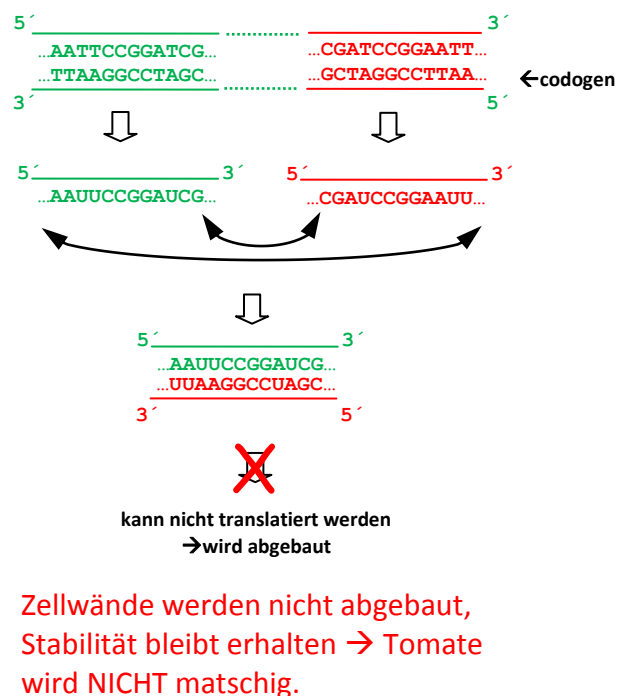 5´ 3´
…AATTCCGGATCG… …CGATCCGGAATT…
…TTAAGGCCTAGC… …GCTAGGCCTTAA… ←codogen
3´ 5´
5´ 3´ 5´ 3´
…AAUUCCGGAUCG… …CGAUCCGGAAUU…
5´ 3´
…AAUUCCGGAUCG…
…UUAAGGCCUAGC…
3´ 5´
kann nicht translatiert werden
→wird abgebaut
Zellwände werden nicht abgebaut,
Stabilität bleibt erhalten → Tomate
wird NICHT matschig.